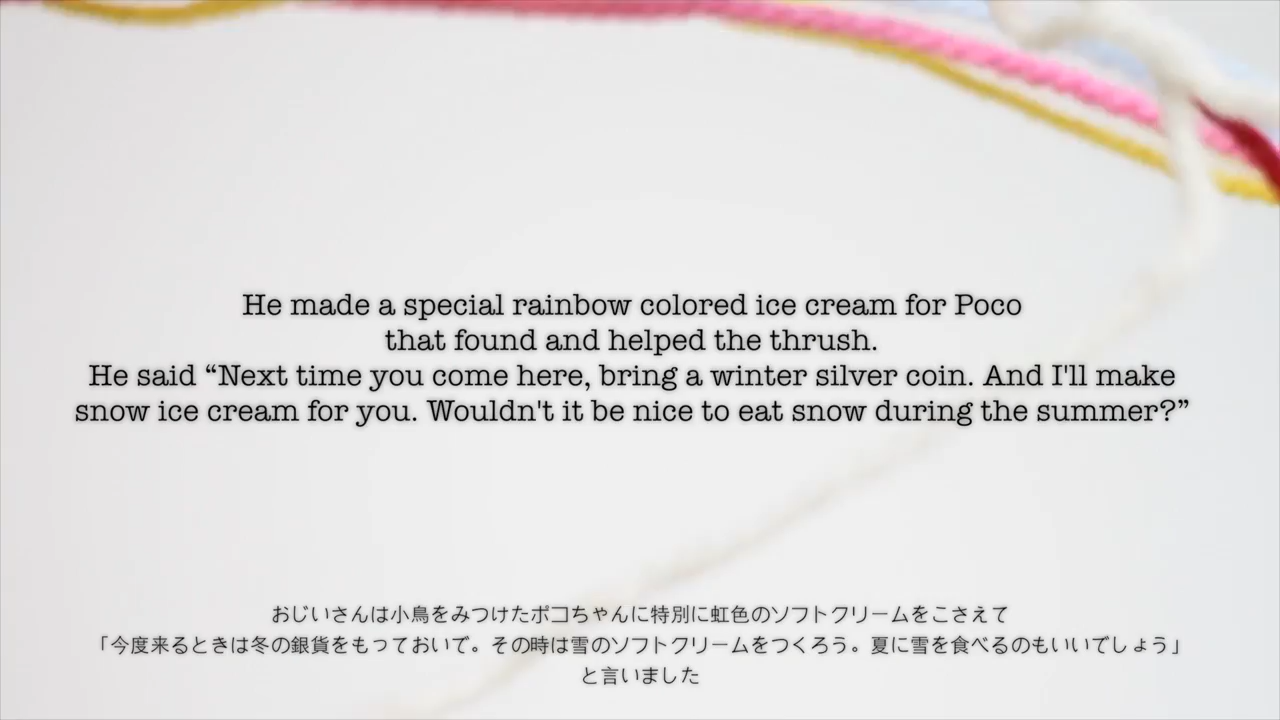 He made a special rainbow colored ice cream for Poco
that found and helped the thrush.
He said “Next time you come here, bring a winter silver coin. And I'll make
snow ice cream for you. Wouldn't it be nice to eat snow during the summer?”
おじいさんは小鳥をみつけたポコちゃんに特別に虹色のソフトクリームをこさえて
「今度来るときは冬の銀貨をもっておいで。その時は雪のソフトクリームをつくろう。夏に雪を食べるのもいいでしょう」
と言いました